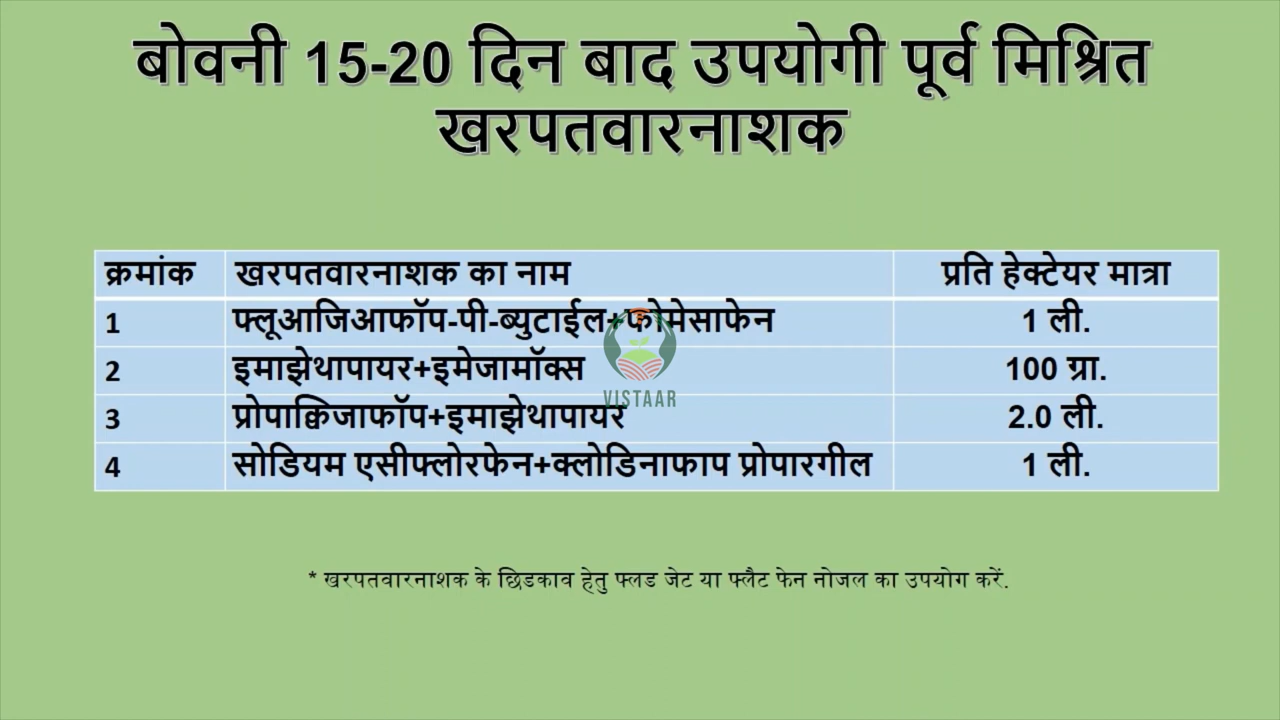 बोवनी 15-20 दिन बाद उपयोगी पूर्व मिश्रित
खरपतवारनाशक
क्रमांक खरपतवारनाशक का नाम प्रति हेक्टेयर मात्रा
1 फ्लूआजिआफॉप-पी-ब्युटाईल+फोमेसाफेन 1 ली.
2 इमाझेथापायर+इमेजामॉक्स 100 ग्रा.
VISTAAR
3 प्रोपाक्विजाफॉप+इमाझेथापायर 2.0 ली.
4 सोडियम एसीफ्लोरफेन+क्लोडिनाफाप प्रोपारगील 1 ली.
* खरपतवारनाशक के छिडकाव हेतु फ्लड जेट या फ्लैट फेन नोजल का उपयोग करें.